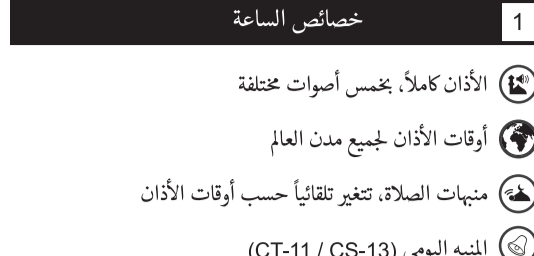 1 خصائص الساعة
الأذان كاملاً، بخمس أصوات مختلفة
أوقات الأذان لجميع مدن العالم
منبهات الصلاة، تتغير تلقائياً حسب أوقات الأذان
المنبه اليومي (CT-11 / CS-13)